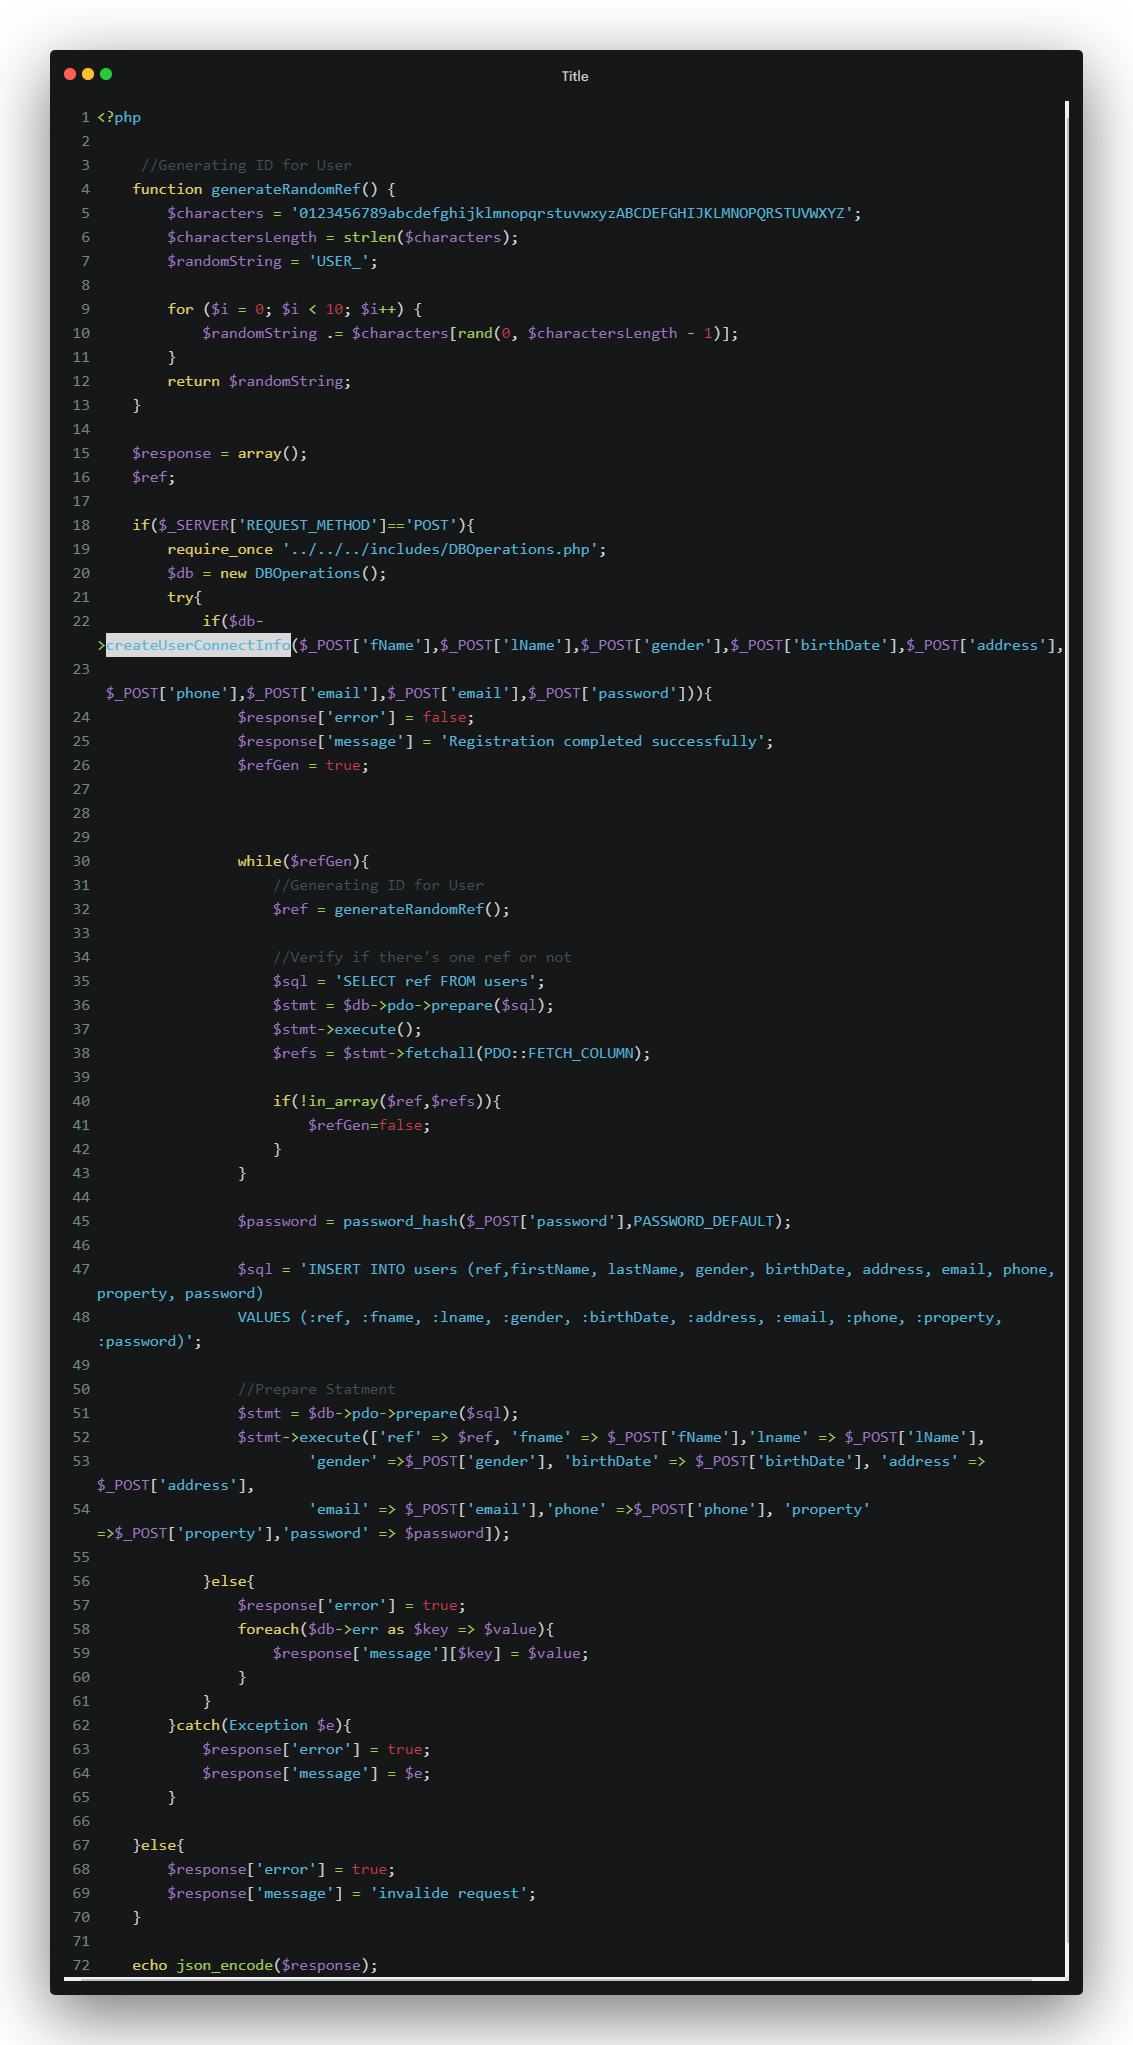 Title
1 <?php
2
3      //Generating ID for User
4     function generateRandomRef() {
5         $characters = '0123456789abcdefghijklmnopqrstuvwxyzABCDEFGHIJKLMNOPQRSTUVWXYZ';
6         $charactersLength = strlen($characters);
7         $randomString = 'USER_';
8
9         for ($i = 0; $i < 10; $i++) {
10             $randomString .= $characters[rand(0, $charactersLength - 1)];
11         }
12         return $randomString;
13     }
14
15     $response = array();
16     $ref;
17
18     if($_SERVER['REQUEST_METHOD']=='POST'){
19         require_once '../../../includes/DBOperations.php';
20         $db = new DBOperations();
21         try{
22             if($db-
>createUserConnectInfo($_POST['fName'],$_POST['lName'],$_POST['gender'],$_POST['birthDate'],$_POST['address'],
23
$_POST['phone'],$_POST['email'],$_POST['email'],$_POST['password'])){
24                 $response['error'] = false;
25                 $response['message'] = 'Registration completed successfully';
26                 $refGen = true;
27
28
29
30                 while($refGen){
31                     //Generating ID for User
32                     $ref = generateRandomRef();
33
34                     //Verify if there's one ref or not
35                     $sql = 'SELECT ref FROM users';
36                     $stmt = $db->pdo->prepare($sql);
37                     $stmt->execute();
38                     $refs = $stmt->fetchall(PDO::FETCH_COLUMN);
39
40                     if(!in_array($ref,$refs)){
41                         $refGen=false;
42                     }
43                 }
44
45                 $password = password_hash($_POST['password'],PASSWORD_DEFAULT);
46
47                 $sql = 'INSERT INTO users (ref,firstName, lastName, gender, birthDate, address, email, phone,
property, password)
48                 VALUES (:ref, :fname, :lname, :gender, :birthDate, :address, :email, :phone, :property,
:password)';
49
50                 //Prepare Statment
51                 $stmt = $db->pdo->prepare($sql);
52                 $stmt->execute(['ref' => $ref, 'fname' => $_POST['fName'],'lname' => $_POST['lName'],
53                         'gender' =>$_POST['gender'], 'birthDate' => $_POST['birthDate'], 'address' =>
$_POST['address'],
54                         'email' => $_POST['email'],'phone' =>$_POST['phone'], 'property'
=>$_POST['property'],'password' => $password]);
55
56             }else{
57                 $response['error'] = true;
58                 foreach($db->err as $key => $value){
59                     $response['message'][$key] = $value;
60                 }
61             }
62         }catch(Exception $e){
63             $response['error'] = true;
64             $response['message'] = $e;
65         }
66
67     }else{
68         $response['error'] = true;
69         $response['message'] = 'invalide request';
70     }
71
72     echo json_encode($response);